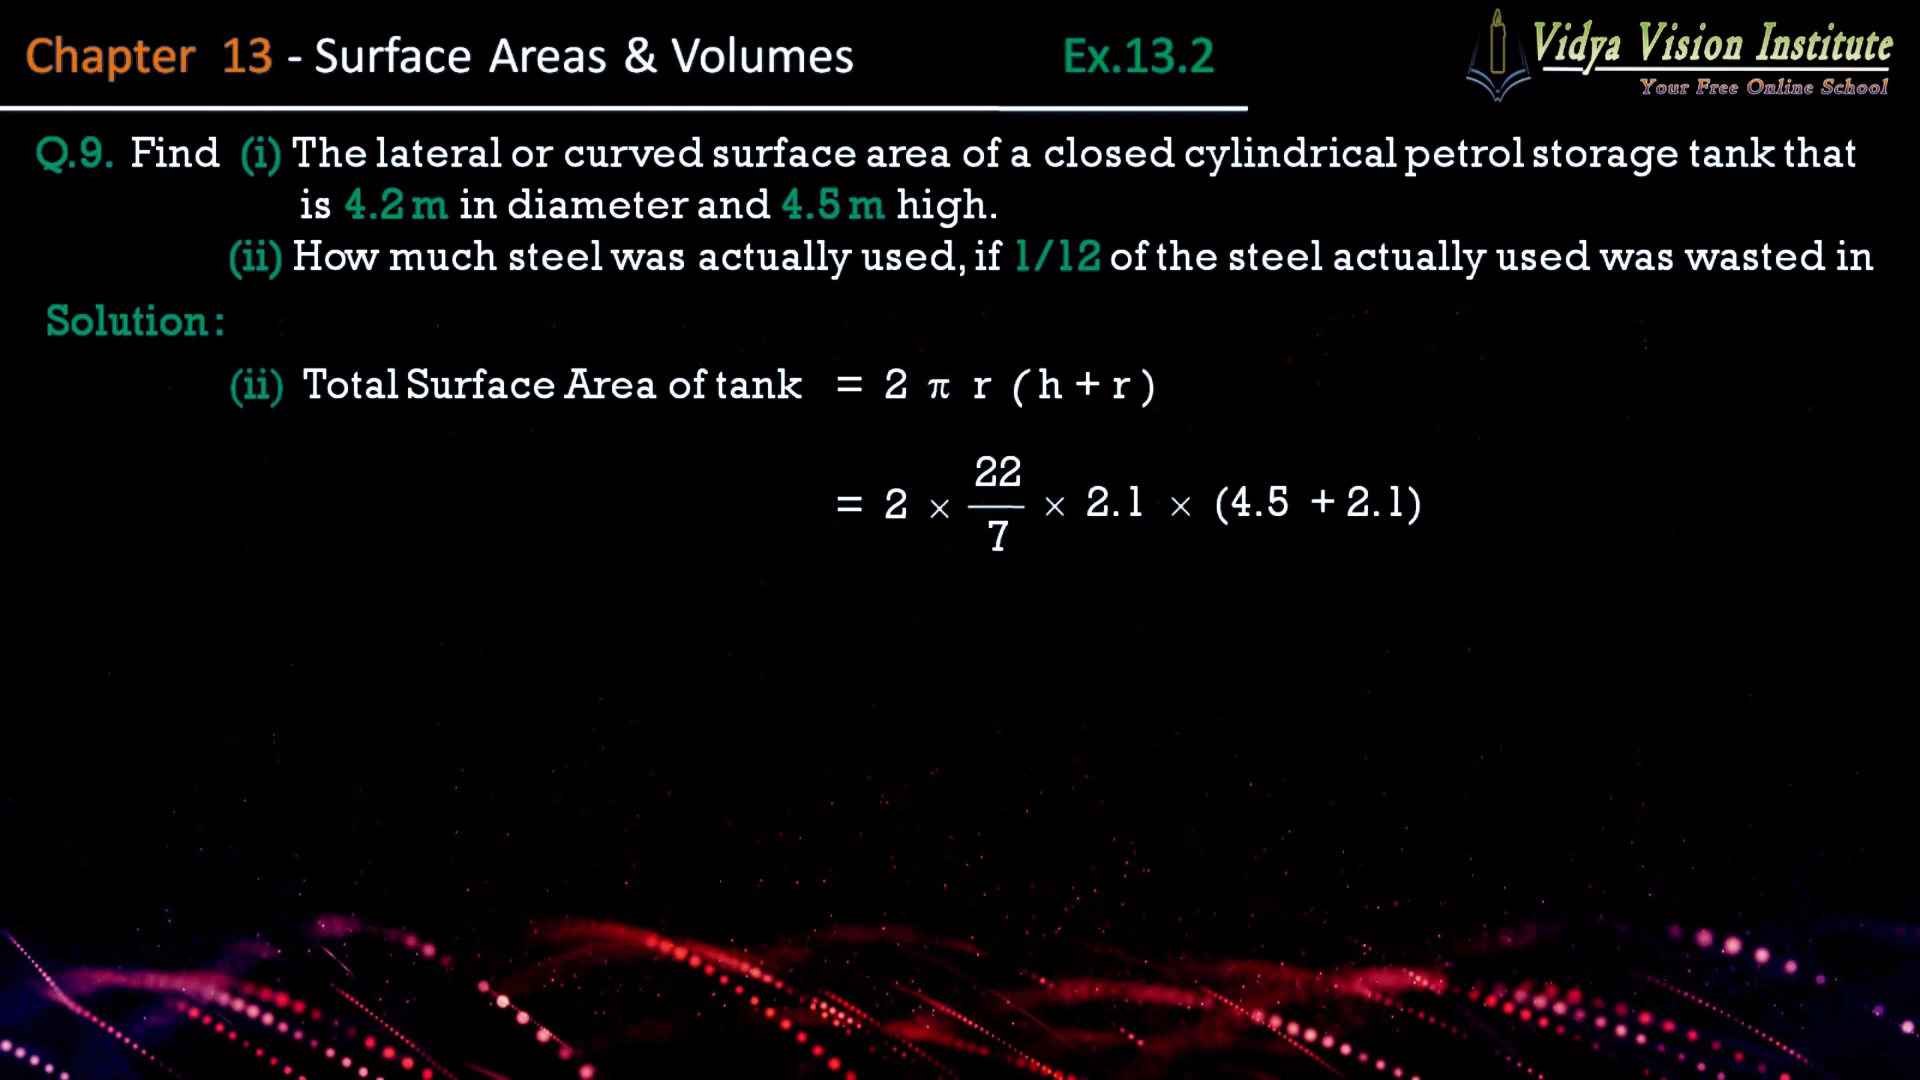 Chapter 13 - Surface Areas & Volumes
Ex.13.2
Vidya Vision Institute
Your Free Online School
Q.9. Find (i) The lateral or curved surface area of a closed cylindrical petrol storage tank that
is 4.2 m in diameter and 4.5 m high.
(ii) How much steel was actually used, if 1/12 of the steel actually used was wasted in
Solution:
(ii) Total Surface Area of tank = 2 π r ( h + r )
= 2 × 22/7 × 2.1 × (4.5 + 2.1)